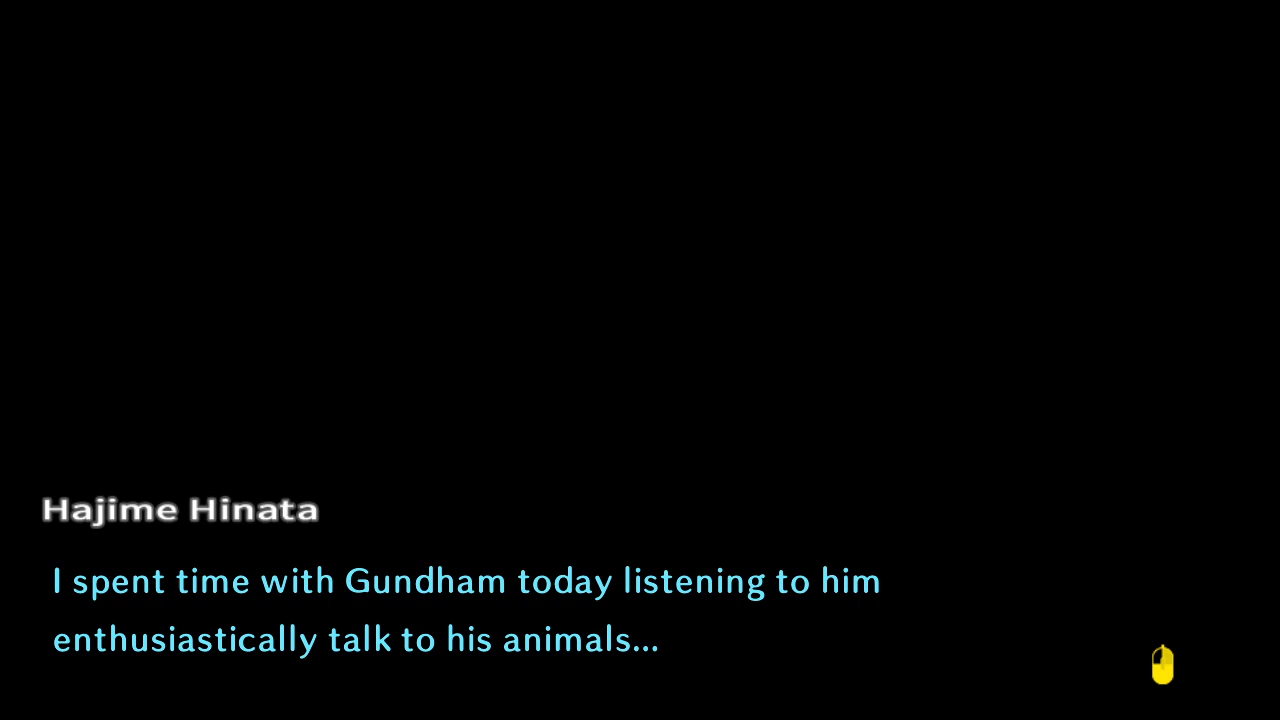 Hajime Hinata
I spent time with Gundham today listening to him
enthusiastically talk to his animals...